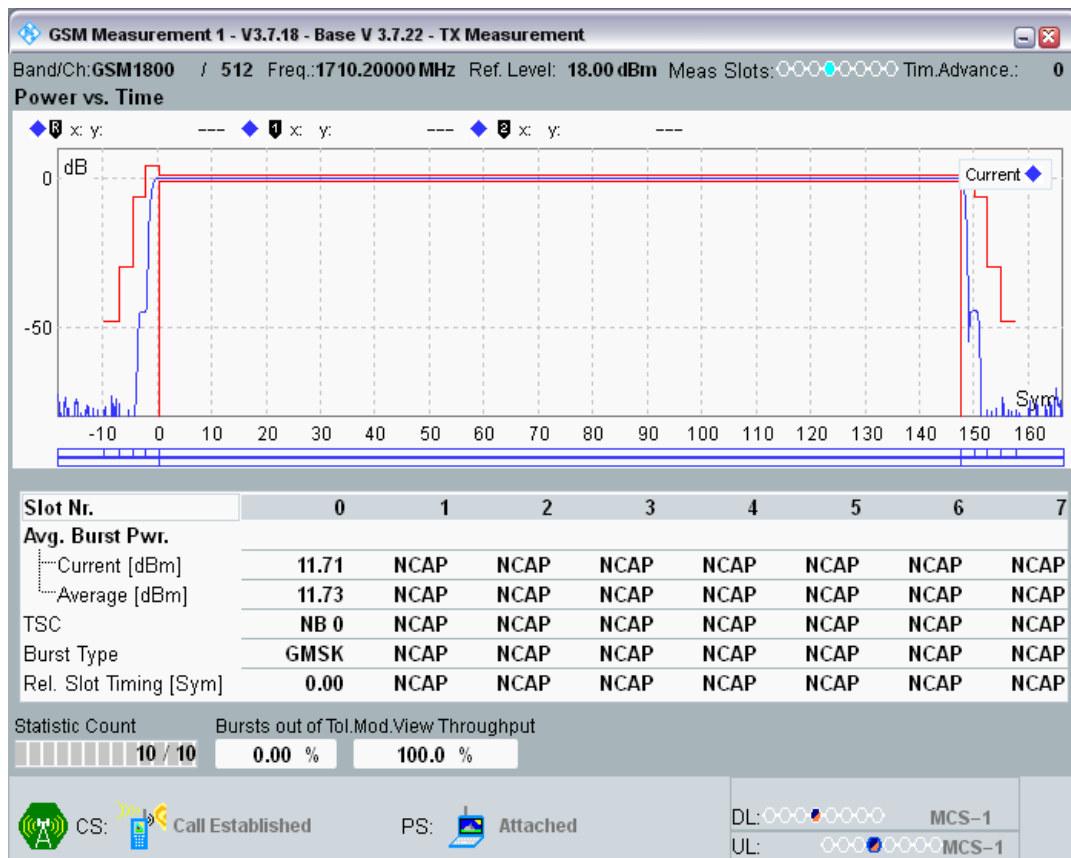 GSM Measurement 1 - V3.7.18 - Base V 3.7.22 - TX Measurement
Band/Ch:GSM1800 / 512 Freq.:1710.20000 MHz Ref. Level: 18.00 dBm Meas Slots: Tim.Advance.: 0
Power vs. Time
R x: y: --- 1 x: y: --- 2 x: y: ---
dB
Current
0
-50
Sym
-10 0 10 20 30 40 50 60 70 80 90 100 110 120 130 140 150 160
Slot Nr. 0 1 2 3 4 5 6 7
Avg. Burst Pwr.
Current [dBm] 11.71 NCAP NCAP NCAP NCAP NCAP NCAP NCAP
Average [dBm] 11.73 NCAP NCAP NCAP NCAP NCAP NCAP NCAP
TSC NB 0 NCAP NCAP NCAP NCAP NCAP NCAP NCAP
Burst Type GMSK NCAP NCAP NCAP NCAP NCAP NCAP NCAP
Rel. Slot Timing [Sym] 0.00 NCAP NCAP NCAP NCAP NCAP NCAP NCAP
Statistic Count Bursts out of Tol.Mod.View Throughput
10 / 10 0.00 % 100.0 %
CS: Call Established PS: Attached
DL: MCS-1
UL: MCS-1